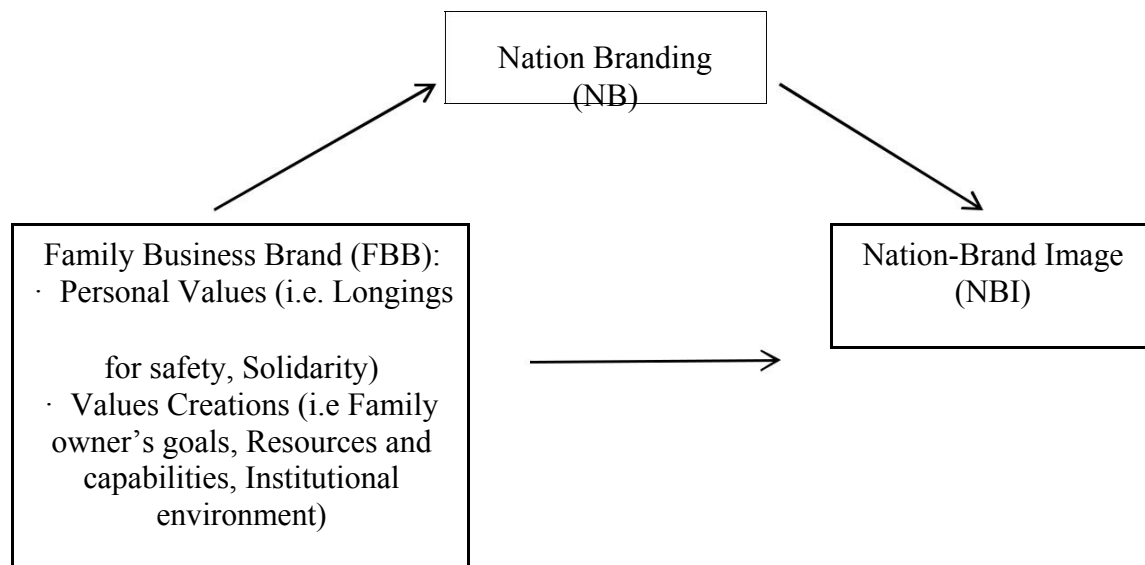 Nation Branding
(NB)
Family Business Brand (FBB):
· Personal Values (i.e. Longings
for safety, Solidarity)
· Values Creations (i.e Family
owner’s goals, Resources and
capabilities, Institutional
environment)
Nation-Brand Image
(NBI)